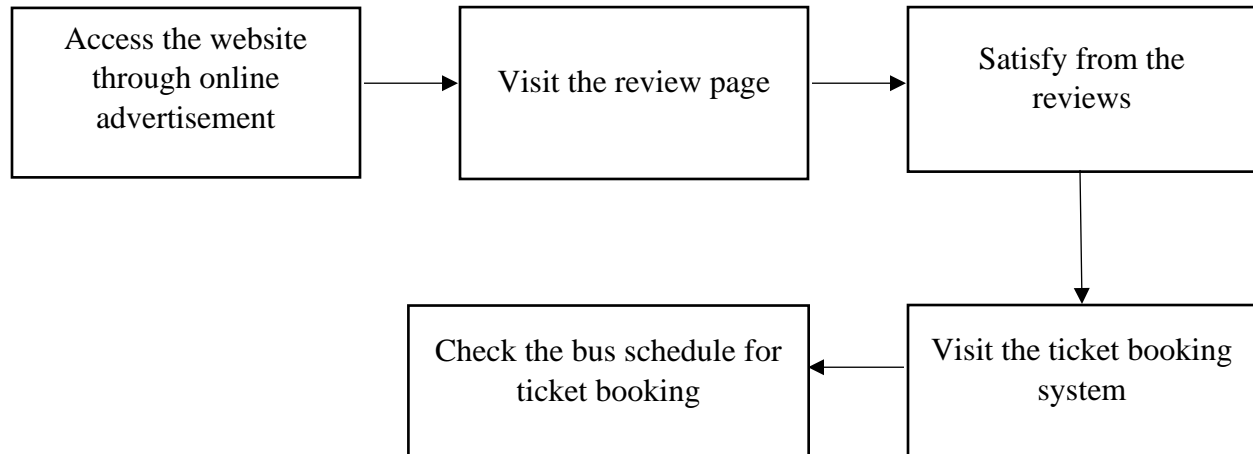 Access the website
through online
advertisement
Visit the review page
Satisfy from the
reviews
Visit the ticket booking
system
Check the bus schedule for
ticket booking